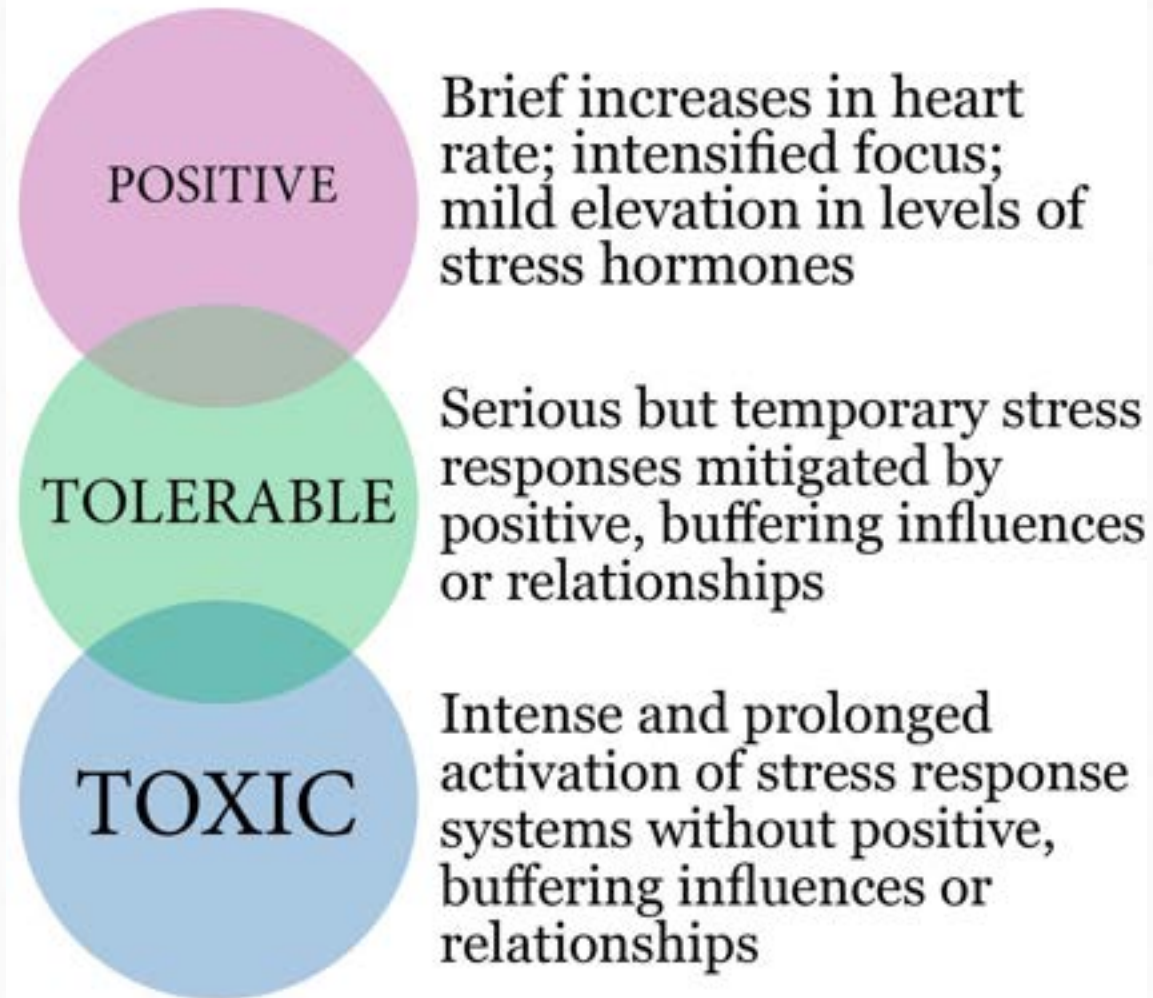 POSITIVE
Brief increases in heart
rate; intensified focus;
mild elevation in levels of
stress hormones
TOLERABLE
Serious but temporary stress
responses mitigated by
positive, buffering influences
or relationships
TOXIC
Intense and prolonged
activation of stress response
systems without positive,
buffering influences or
relationships